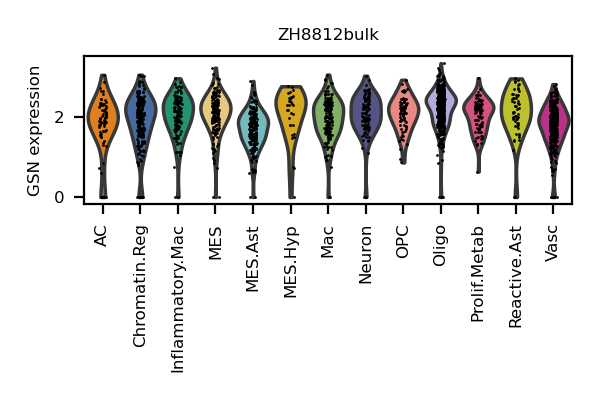 ZH8812bulk
GSN expression
2
0
AC
Chromatin.Reg
Inflammatory.Mac
MES
MES.Ast
MES.Hyp
Mac
Neuron
OPC
Oligo
Prolif.Metab
Reactive.Ast
Vasc